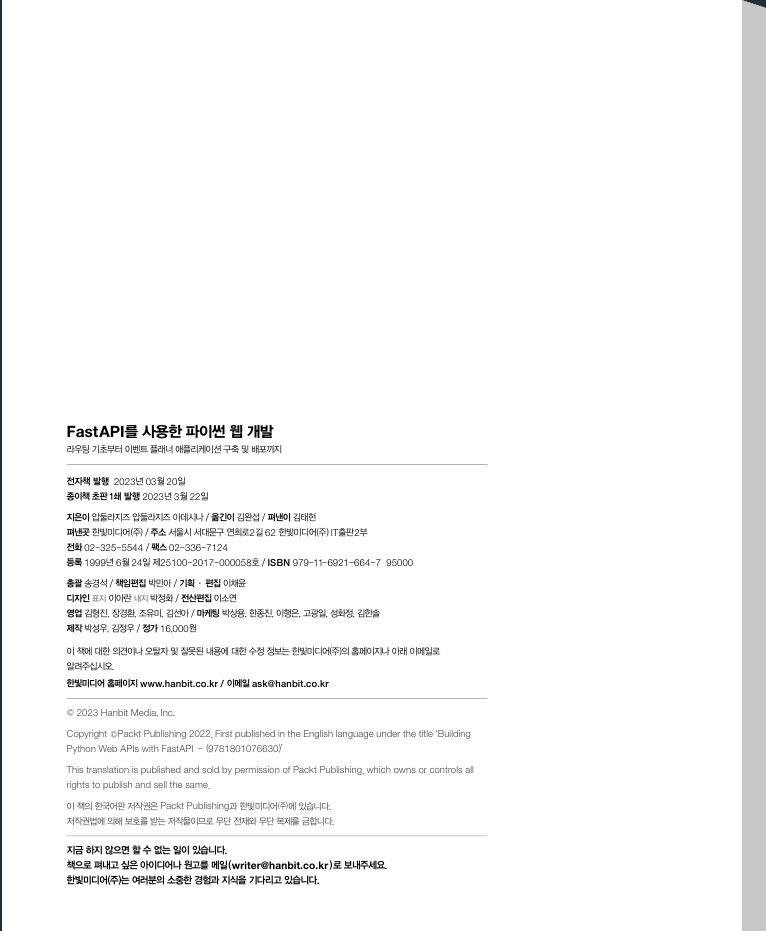 FastAPI를 사용한 파이썬 웹 개발
라우팅 기초부터 이벤트 플래너 애플리케이션 구축 및 배포까지
전자책 발행 2023년 03월 20일
종이책 초판 1쇄 발행 2023년 3월 22일
지은이 압둘라지즈 압둘라지즈 아데시나 / 옮긴이 김완섭 / 펴낸이 김태헌
펴낸곳 한빛미디어(주) / 주소 서울시 서대문구 연희로2길 62 한빛미디어(주) IT출판2부
전화 02-325-5544 / 팩스 02-336-7124
등록 1999년 6월 24일 제25100-2017-000058호 / ISBN 979-11-6921-664-7 95000
총괄 송경석 / 책임편집 박민아 / 기획 · 편집 이채윤
디자인 표지 이아란 내지 박정화 / 전산편집 이소연
영업 김형진, 장경환, 조유미, 김선아 / 마케팅 박상용, 한종진, 이행은, 고광일, 성화정, 김한솔
제작 박성우, 김정우 / 정가 16,000원
이 책에 대한 의견이나 오탈자 및 잘못된 내용에 대한 수정 정보는 한빛미디어(주)의 홈페이지나 아래 이메일로
알려주십시오.
한빛미디어 홈페이지 www.hanbit.co.kr / 이메일 ask@hanbit.co.kr
© 2023 Hanbit Media, Inc.
Copyright ©Packt Publishing 2022. First published in the English language under the title ‘Building
Python Web APIs with FastAPI – (9781801076630)’
This translation is published and sold by permission of Packt Publishing, which owns or controls all
rights to publish and sell the same.
이 책의 한국어판 저작권은 Packt Publishing과 한빛미디어(주)에 있습니다.
저작권법에 의해 보호를 받는 저작물이므로 무단 전재와 무단 복제를 금합니다.
지금 하지 않으면 할 수 없는 일이 있습니다.
책으로 펴내고 싶은 아이디어나 원고를 메일(writer@hanbit.co.kr)로 보내주세요.
한빛미디어(주)는 여러분의 소중한 경험과 지식을 기다리고 있습니다.